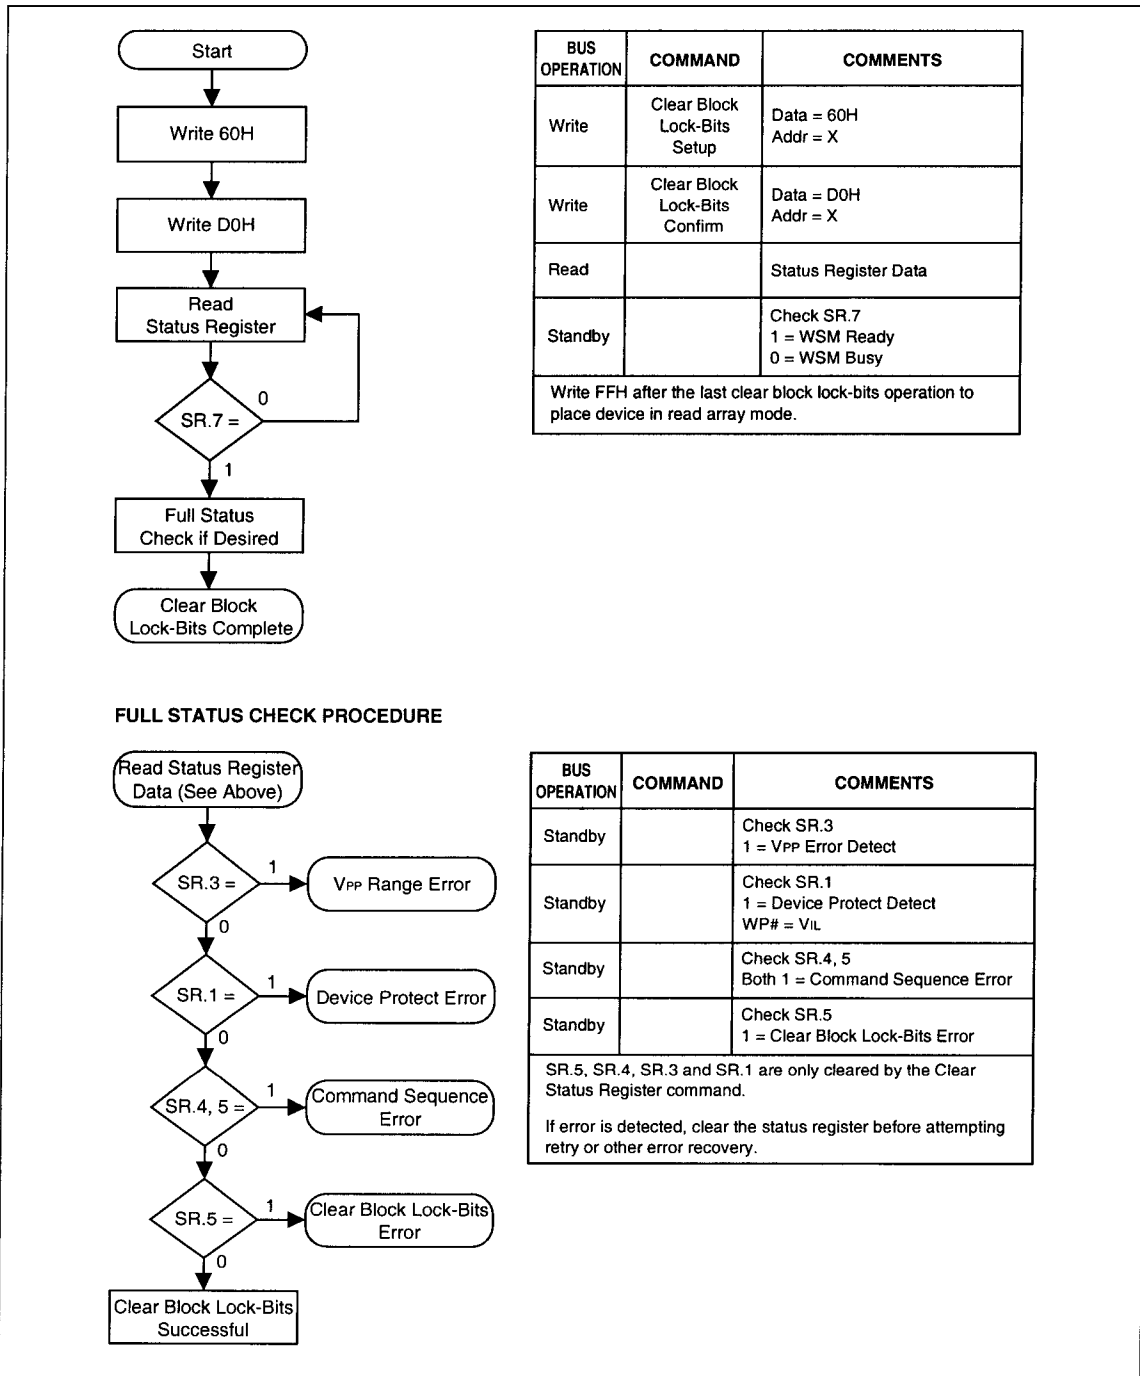 Start
Write 60H
Write D0H
Read
Status Register
0
SR.7 =
1
Full Status
Check if Desired
Clear Block
Lock-Bits Complete
BUS
OPERATION
COMMAND
COMMENTS
Write
Clear Block
Lock-Bits
Setup
Data = 60H
Addr = X
Write
Clear Block
Lock-Bits
Confirm
Data = D0H
Addr = X
Read
Status Register Data
Standby
Check SR.7
1 = WSM Ready
0 = WSM Busy
Write FFH after the last clear block lock-bits operation to
place device in read array mode.
FULL STATUS CHECK PROCEDURE
Read Status Register
Data (See Above)
SR.3 =
1
VPP Range Error
0
SR.1 =
1
Device Protect Error
0
SR.4, 5 =
1
Command Sequence
Error
0
SR.5 =
1
Clear Block Lock-Bits
Error
0
Clear Block Lock-Bits
Successful
BUS
OPERATION
COMMAND
COMMENTS
Standby
Check SR.3
1 = VPP Error Detect
Standby
Check SR.1
1 = Device Protect Detect
WP# = VIL
Standby
Check SR.4, 5
Both 1 = Command Sequence Error
Standby
Check SR.5
1 = Clear Block Lock-Bits Error
SR.5, SR.4, SR.3 and SR.1 are only cleared by the Clear
Status Register command.
If error is detected, clear the status register before attempting
retry or other error recovery.